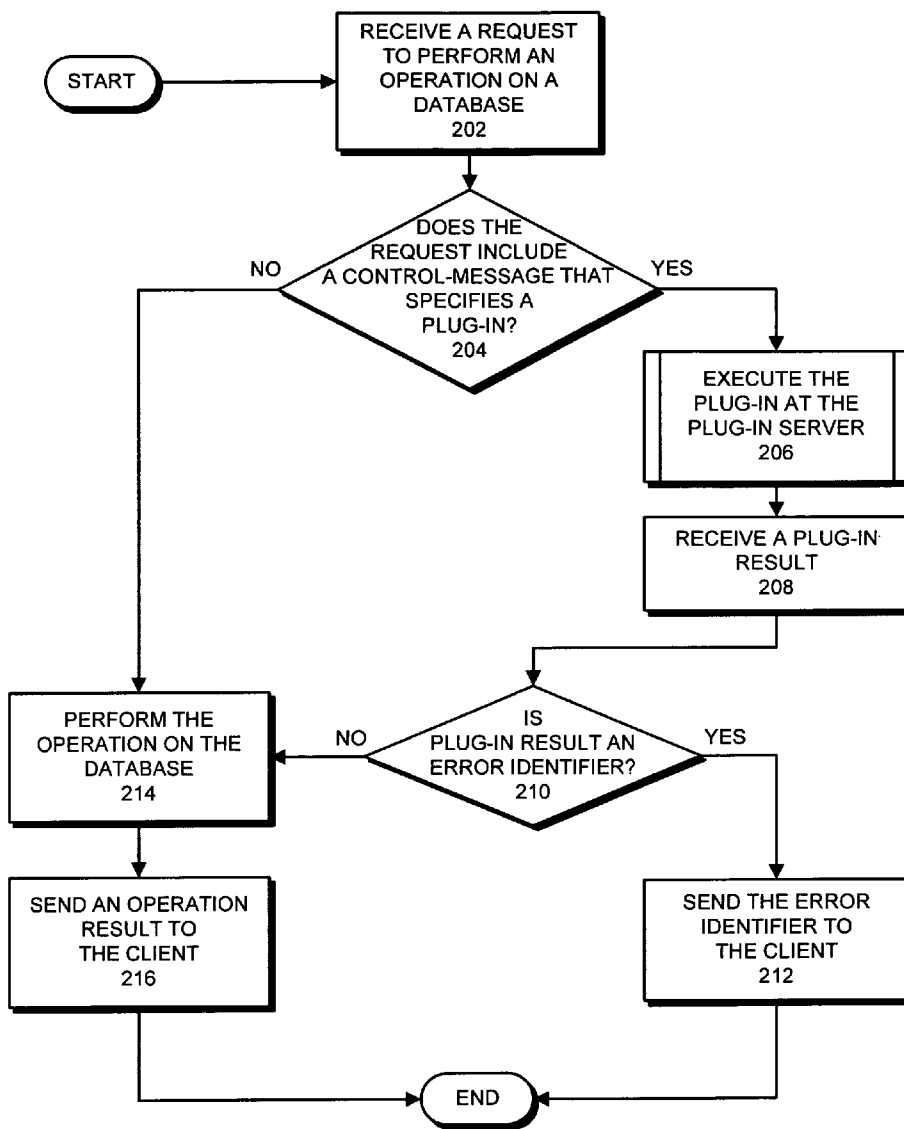 RECEIVE A REQUEST
TO PERFORM AN
OPERATION ON A
DATABASE
202
START
DOES THE
REQUEST INCLUDE
A CONTROL-MESSAGE THAT
SPECIFIES A
PLUG-IN?
204
NO
YES
EXECUTE THE
PLUG-IN AT THE
PLUG-IN SERVER
206
RECEIVE A PLUG-IN
RESULT
208
IS
PLUG-IN RESULT AN
ERROR IDENTIFIER?
210
NO
YES
PERFORM THE
OPERATION ON THE
DATABASE
214
SEND AN OPERATION
RESULT TO
THE CLIENT
216
SEND THE ERROR
IDENTIFIER TO
THE CLIENT
212
END